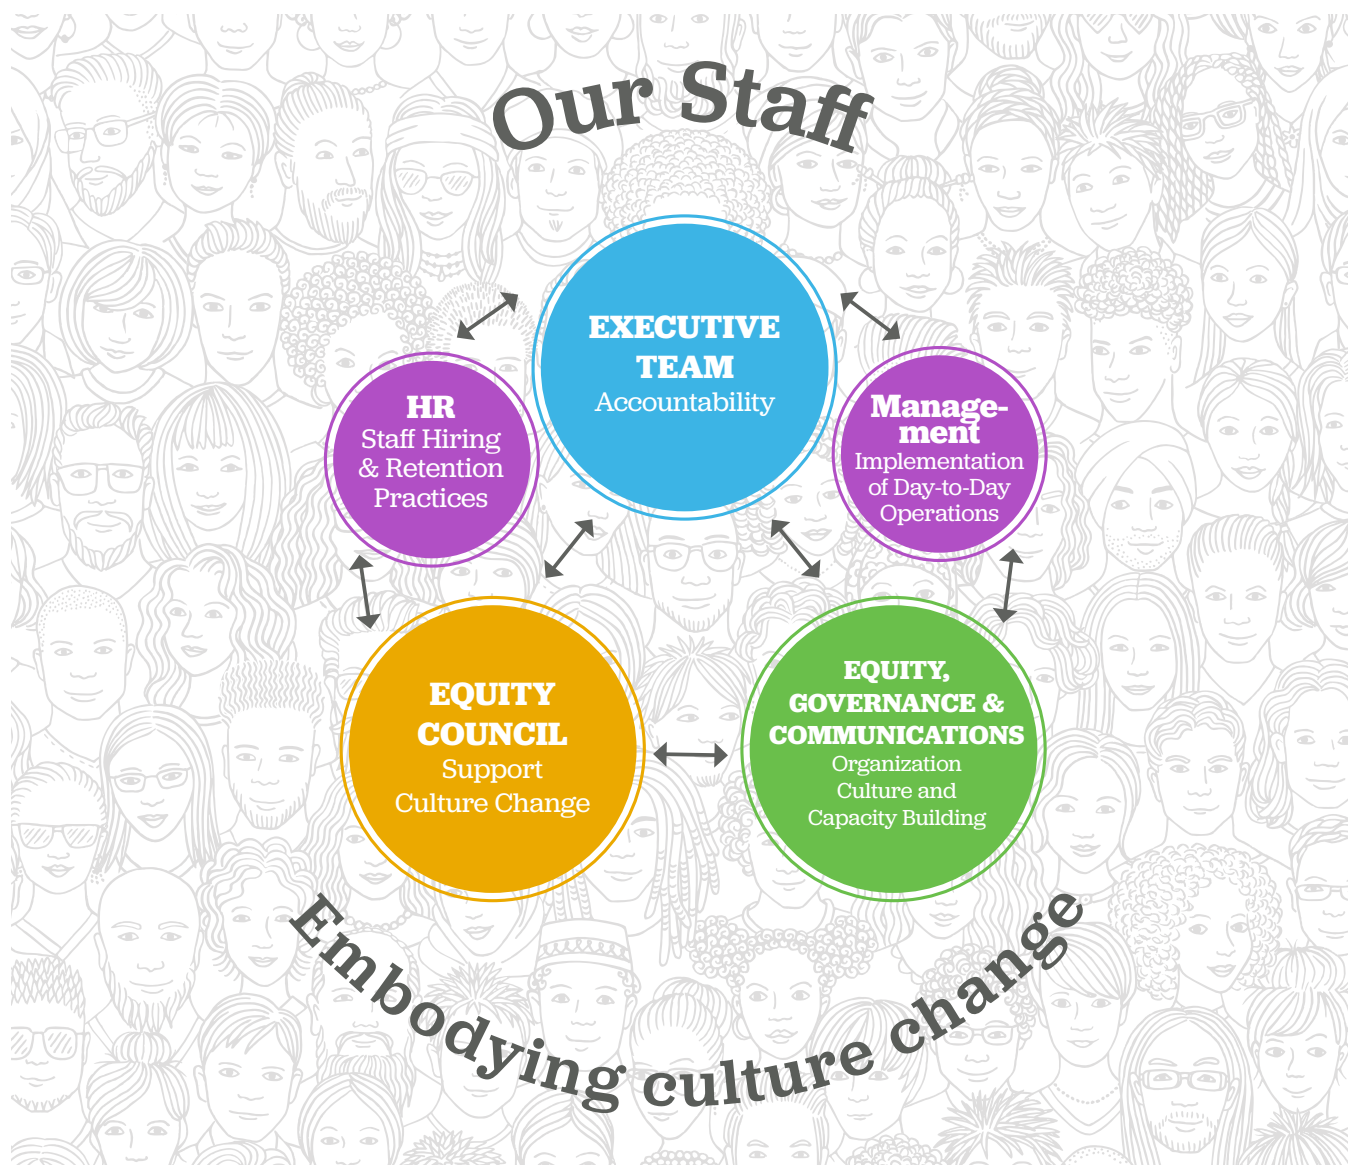 Our Staff
EXECUTIVE
TEAM
Accountability
HR
Staff Hiring
& Retention
Practices
Manage-
ment
Implementation
of Day-to-Day
Operations
EQUITY
COUNCIL
Support
Culture Change
EQUITY,
GOVERNANCE &
COMMUNICATIONS
Organization
Culture and
Capacity Building
Embodying culture change